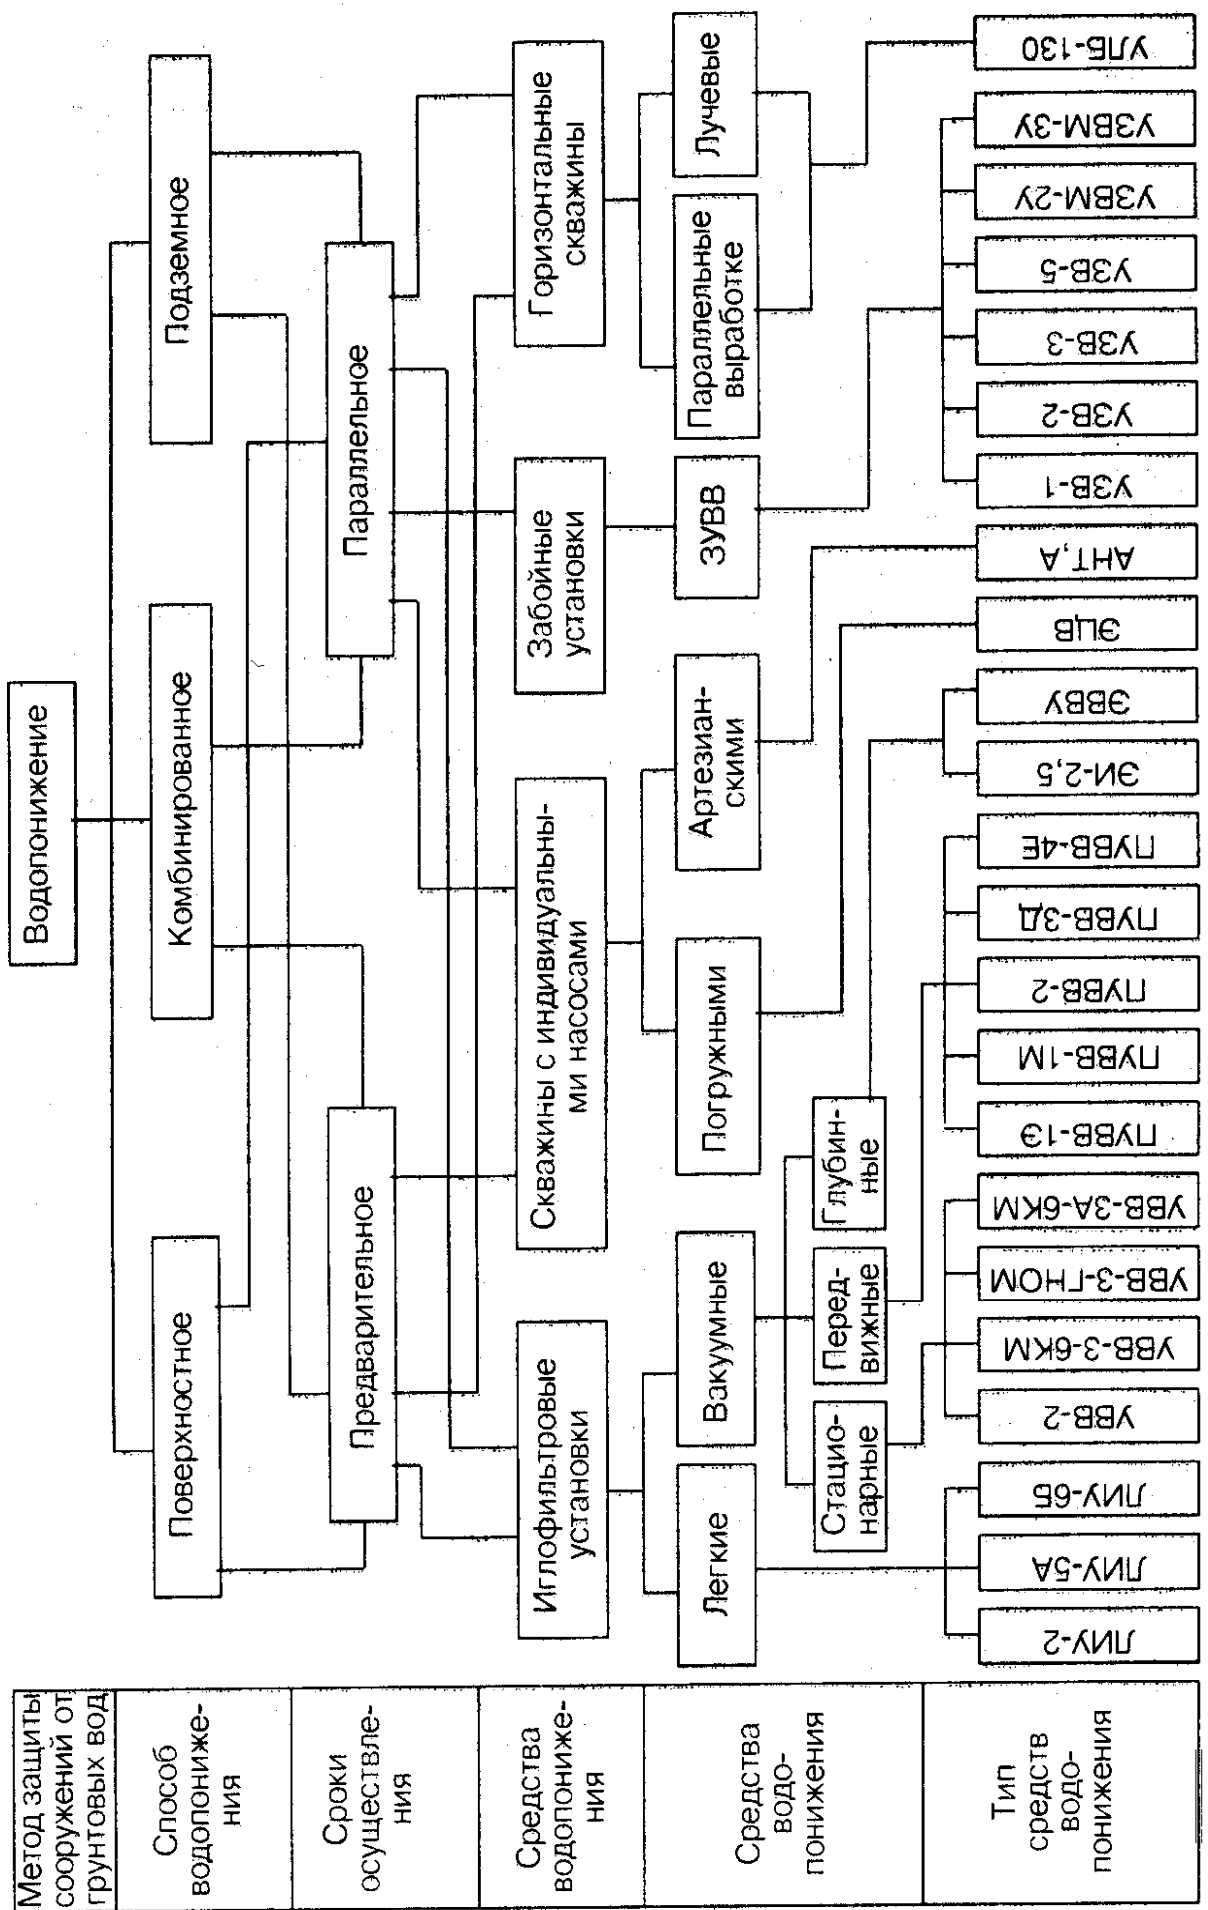 Метод защиты
сооружений от
грунтовых вод
Водопонижение
Способ
водопониже-
ния
Поверхностное
Комбинированное
Подземное
Сроки
осуществле-
ния
Предварительное
Параллельное
Средства
водопониже-
ния
Иглофильтровые
установки
Скважины с индивидуальны-
ми насосами
Забойные
установки
Горизонтальные
скважины
Средства
водо-
понижения
Легкие
Вакуумные
Погружными
Артезиан-
скими
ЗУВВ
Параллельные
выработке
Лучевые
Стацио-
нарные
Перед-
вижные
Глубин-
ные
Тип
средств
водо-
понижения
ЛИУ-2
ЛИУ-5А
ЛИУ-6Б
УВВ-2
УВВ-3-6КМ
УВВ-3-ГНОМ
УВВ-3А-6КМ
ПУВВ-1Э
ПУВВ-1М
ПУВВ-2
ПУВВ-3Д
ПУВВ-4Е
ЭИ-2,5
ЭВВУ
ЭЦВ
АНТ,А
УЗВ-1
УЗВ-2
УЗВ-3
УЗВ-5
УЗВМ-2У
УЗВМ-3У
УЛБ-130